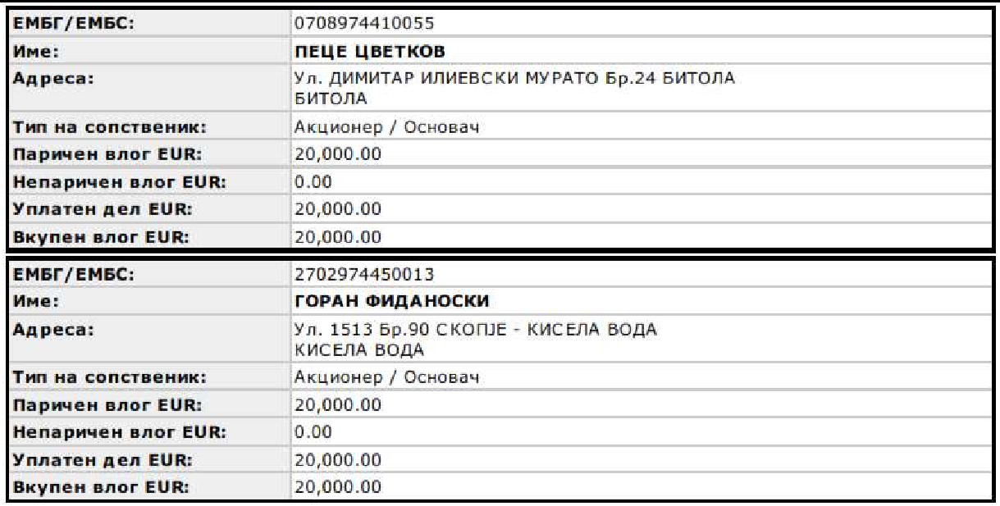 ЕМБГ/ЕМБС: 0708974410055
Име: ПЕЦЕ ЦВЕТКОВ
Адреса: Ул. ДИМИТАР ИЛИЕВСКИ МУРАТО Бр.24 БИТОЛА
БИТОЛА
Тип на сопственик: Акционер / Основач
Паричен влог EUR: 20,000.00
Непаричен влог EUR: 0.00
Уплатен дел EUR: 20,000.00
Вкупен влог EUR: 20,000.00
ЕМБГ/ЕМБС: 2702974450013
Име: ГОРАН ФИДАНОСКИ
Адреса: Ул. 1513 Бр.90 СКОПЈЕ - КИСЕЛА ВОДА
КИСЕЛА ВОДА
Тип на сопственик: Акционер / Основач
Паричен влог EUR: 20,000.00
Непаричен влог EUR: 0.00
Уплатен дел EUR: 20,000.00
Вкупен влог EUR: 20,000.00